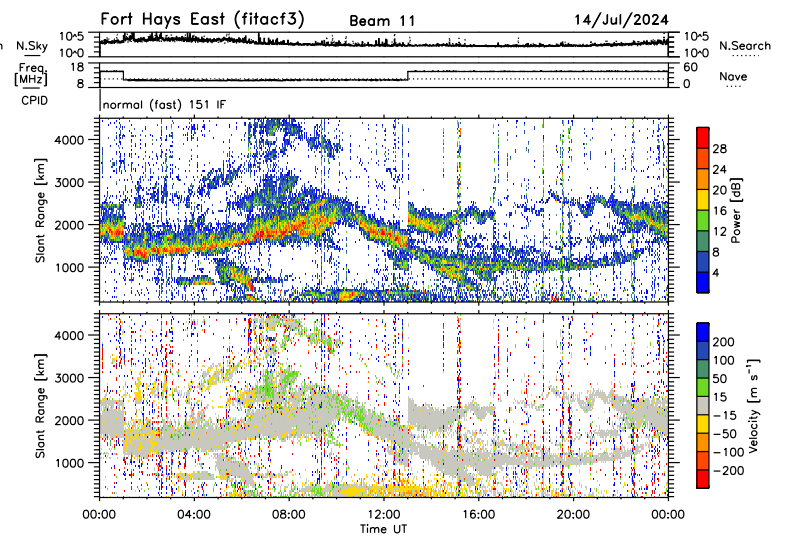 Fort Hays East (fitacf3) Beam 11 14/Jul/2024
N.Sky 10^5 10^0 10^5 10^0 N.Search
Freq. [MHz] 18 8 60 0 Nave
CPID normal (fast) 151 IF
Slant Range [km] 4000 3000 2000 1000
28 24 20 16 12 8 4 Power [dB]
Slant Range [km] 4000 3000 2000 1000
200 100 50 15 −15 −50 −100 −200 Velocity [m s⁻¹]
00:00 04:00 08:00 12:00 16:00 20:00 00:00
Time UT